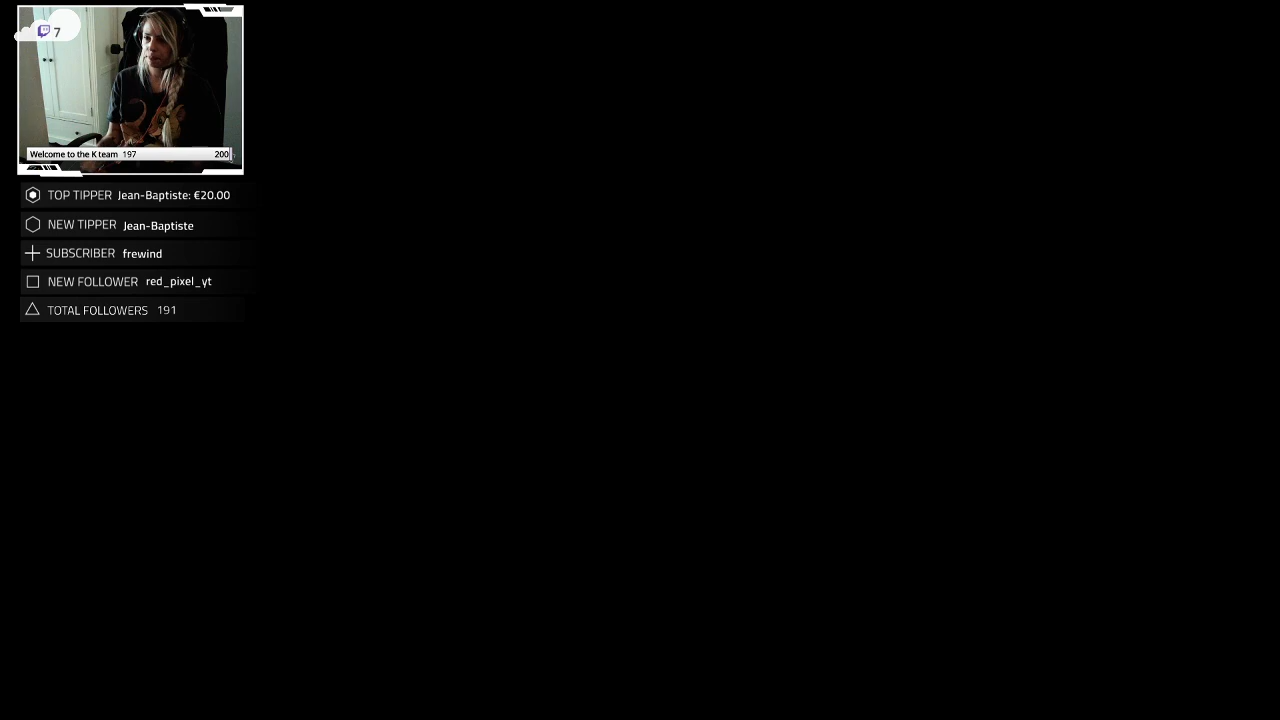 7
Welcome to the K team 197 200
TOP TIPPER Jean-Baptiste: €20.00
NEW TIPPER Jean-Baptiste
SUBSCRIBER frewind
NEW FOLLOWER red_pixel_yt
TOTAL FOLLOWERS 191